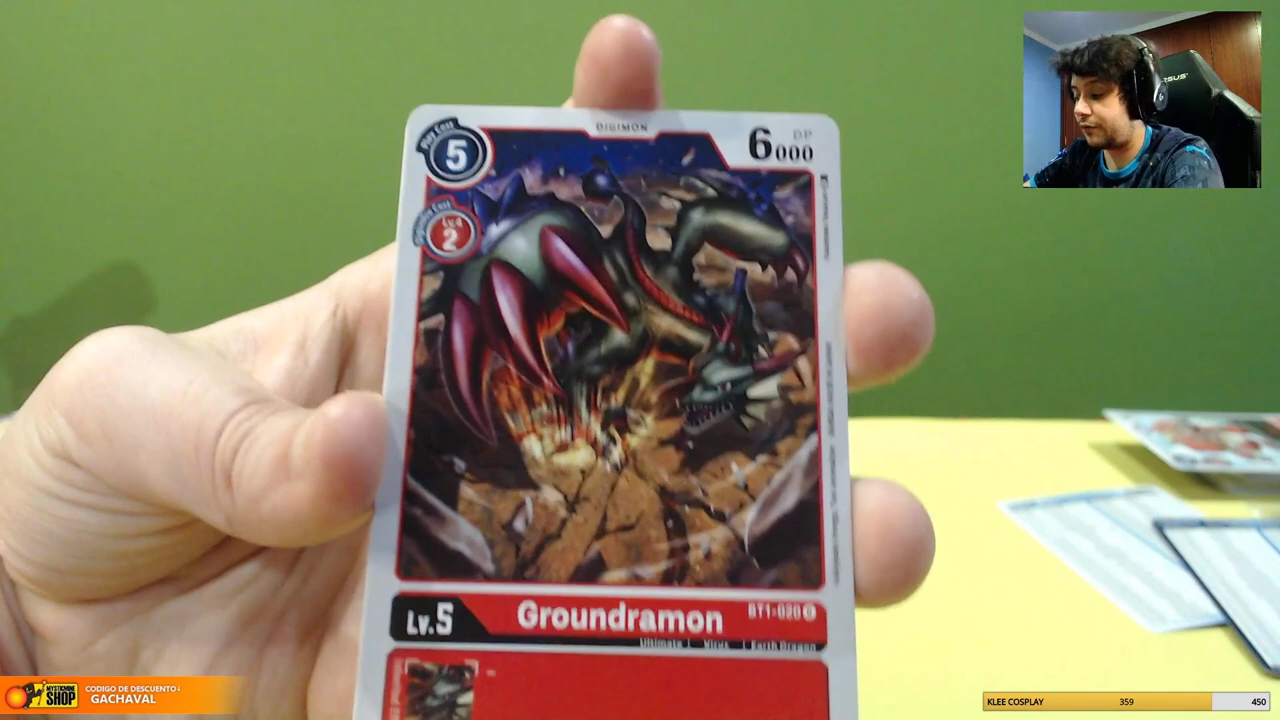 DIGIMON
Play Cost
5
DP
6000
Lv.4
2
Lv.5
Groundramon
BT1-020
Ultimate | Virus | Earth Dragon
MYSTICMINE
SHOP
CODIGO DE DESCUENTO:
GACHAVAL
KLEE COSPLAY
359
450